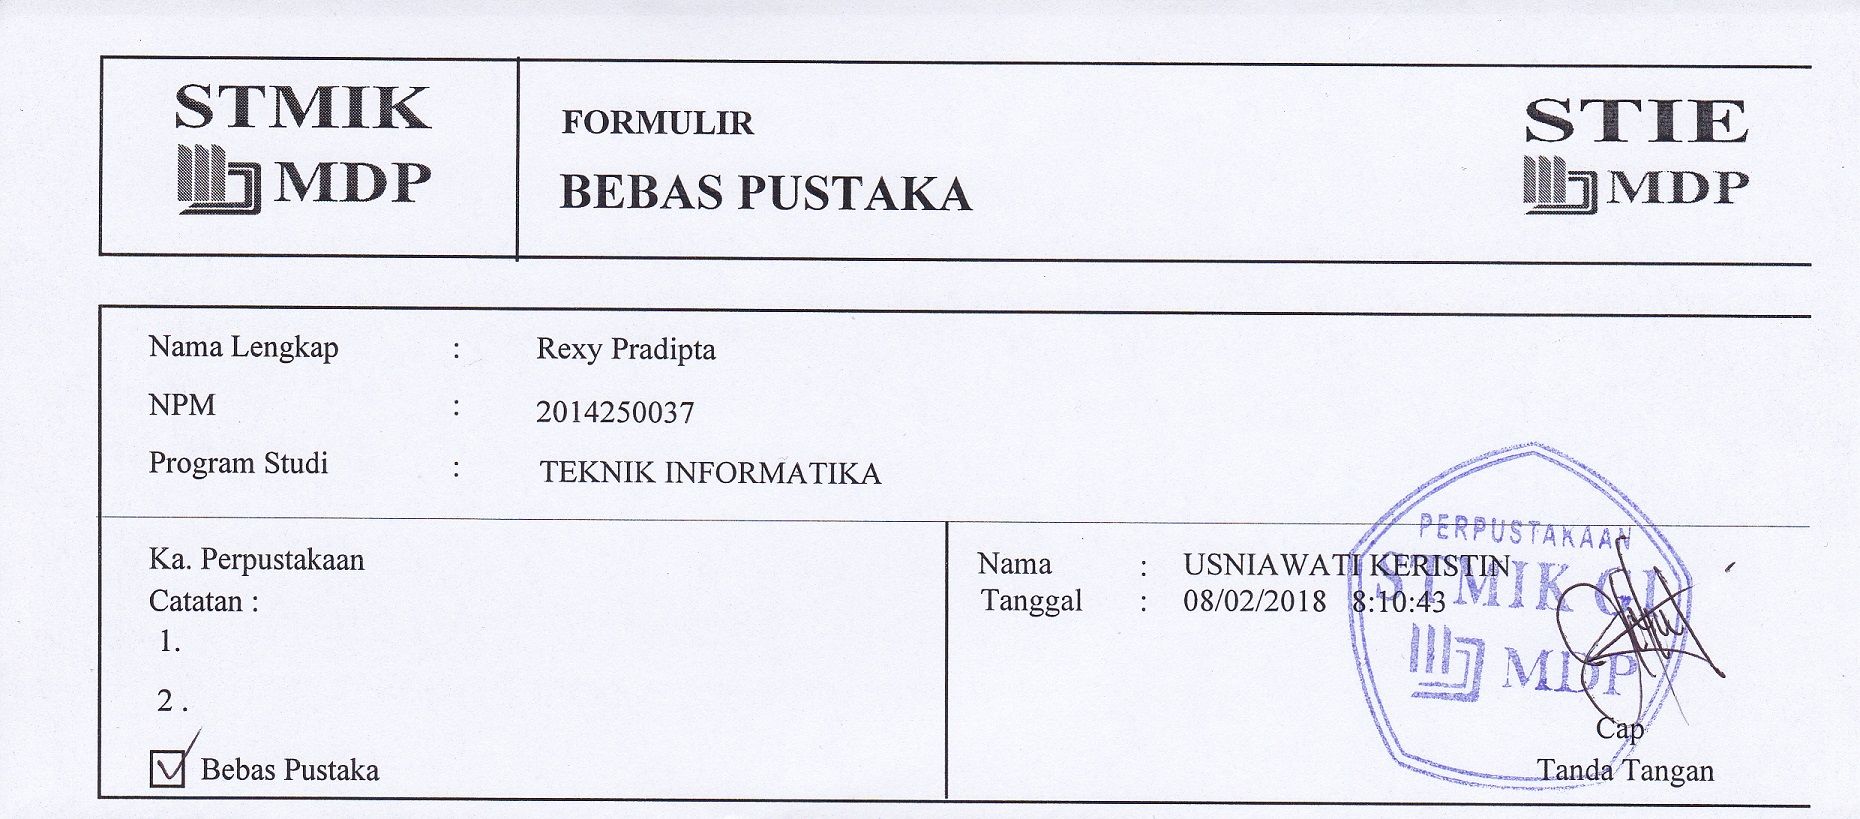 STMIK
MDP
FORMULIR
BEBAS PUSTAKA
STIE
MDP
Nama Lengkap : Rexy Pradipta
NPM : 2014250037
Program Studi : TEKNIK INFORMATIKA
Ka. Perpustakaan
Catatan :
1.
2 .
Bebas Pustaka
Nama : USNIAWATI KERISTIN
Tanggal : 08/02/2018 8:10:43
PERPUSTAKAAN
STMIK GI
MDP
Cap
Tanda Tangan